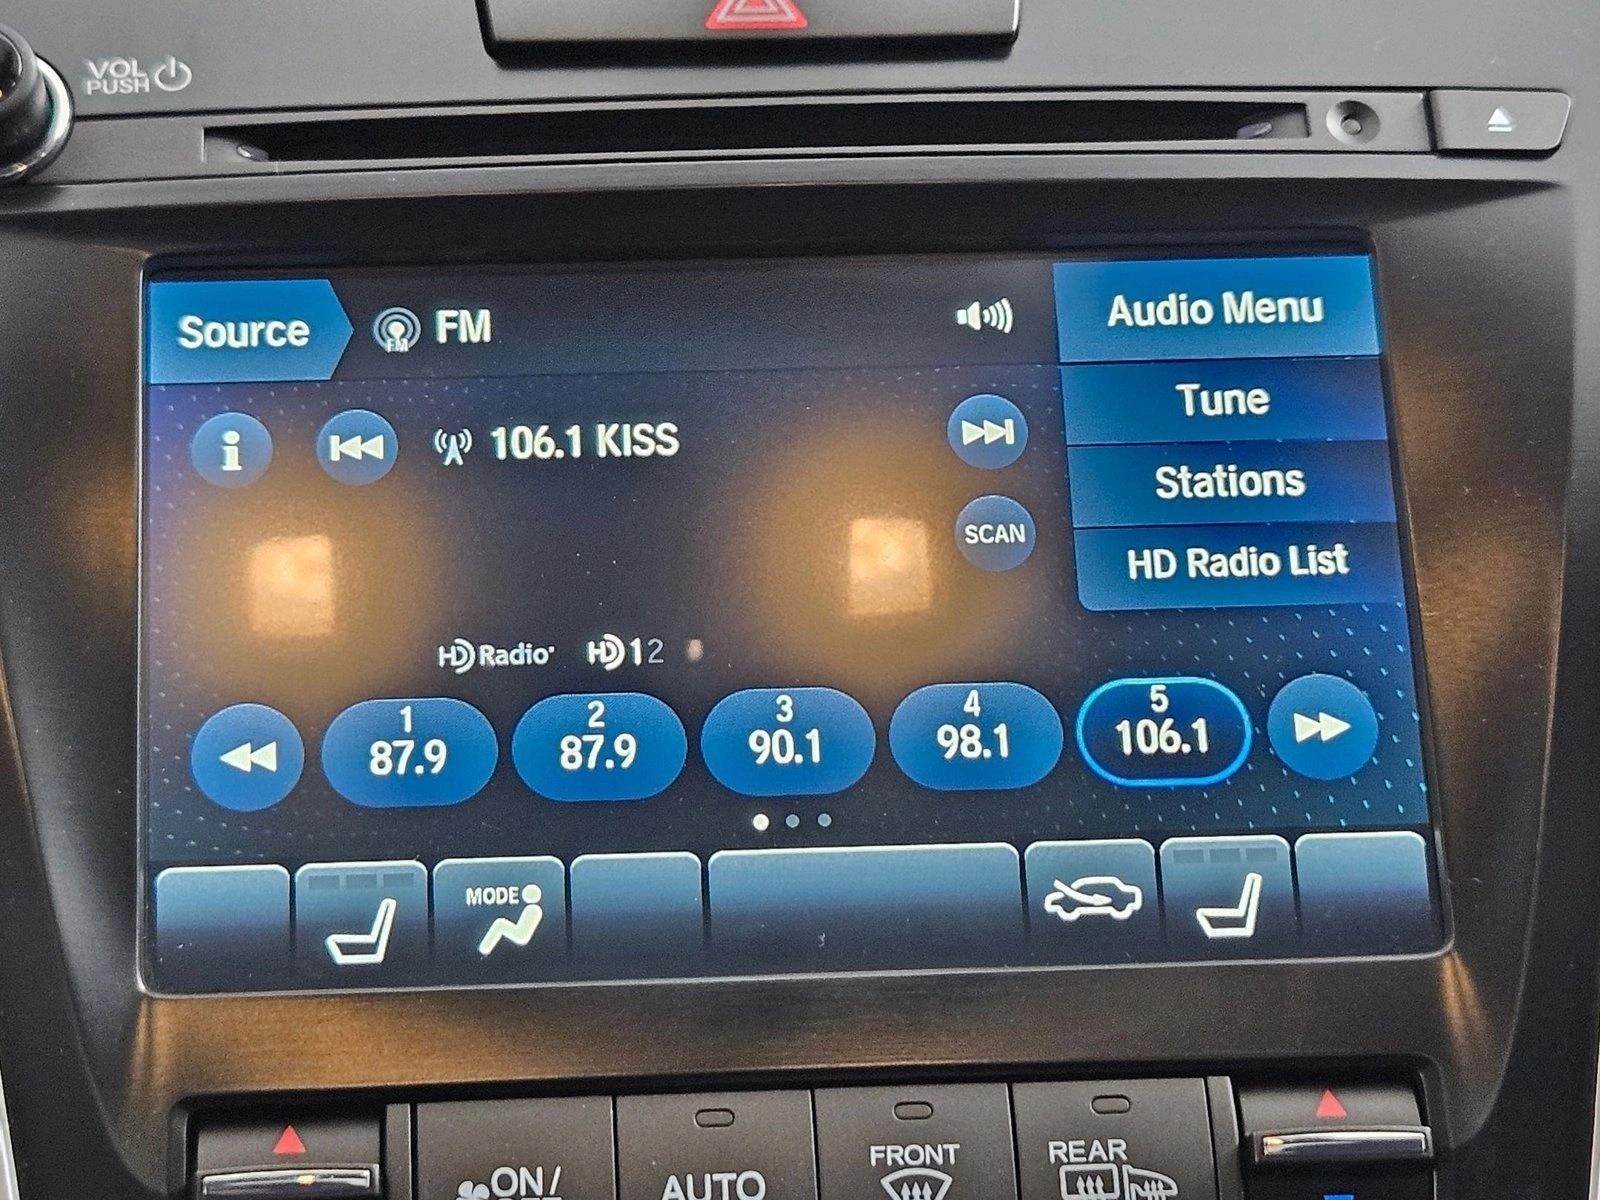 VOL
PUSH
Source
FM
FM
Audio Menu
Tune
Stations
HD Radio List
i
106.1 KISS
SCAN
HD Radio
HD 1 2
1
87.9
2
87.9
3
90.1
4
98.1
5
106.1
MODE
ON/
AUTO
FRONT
REAR